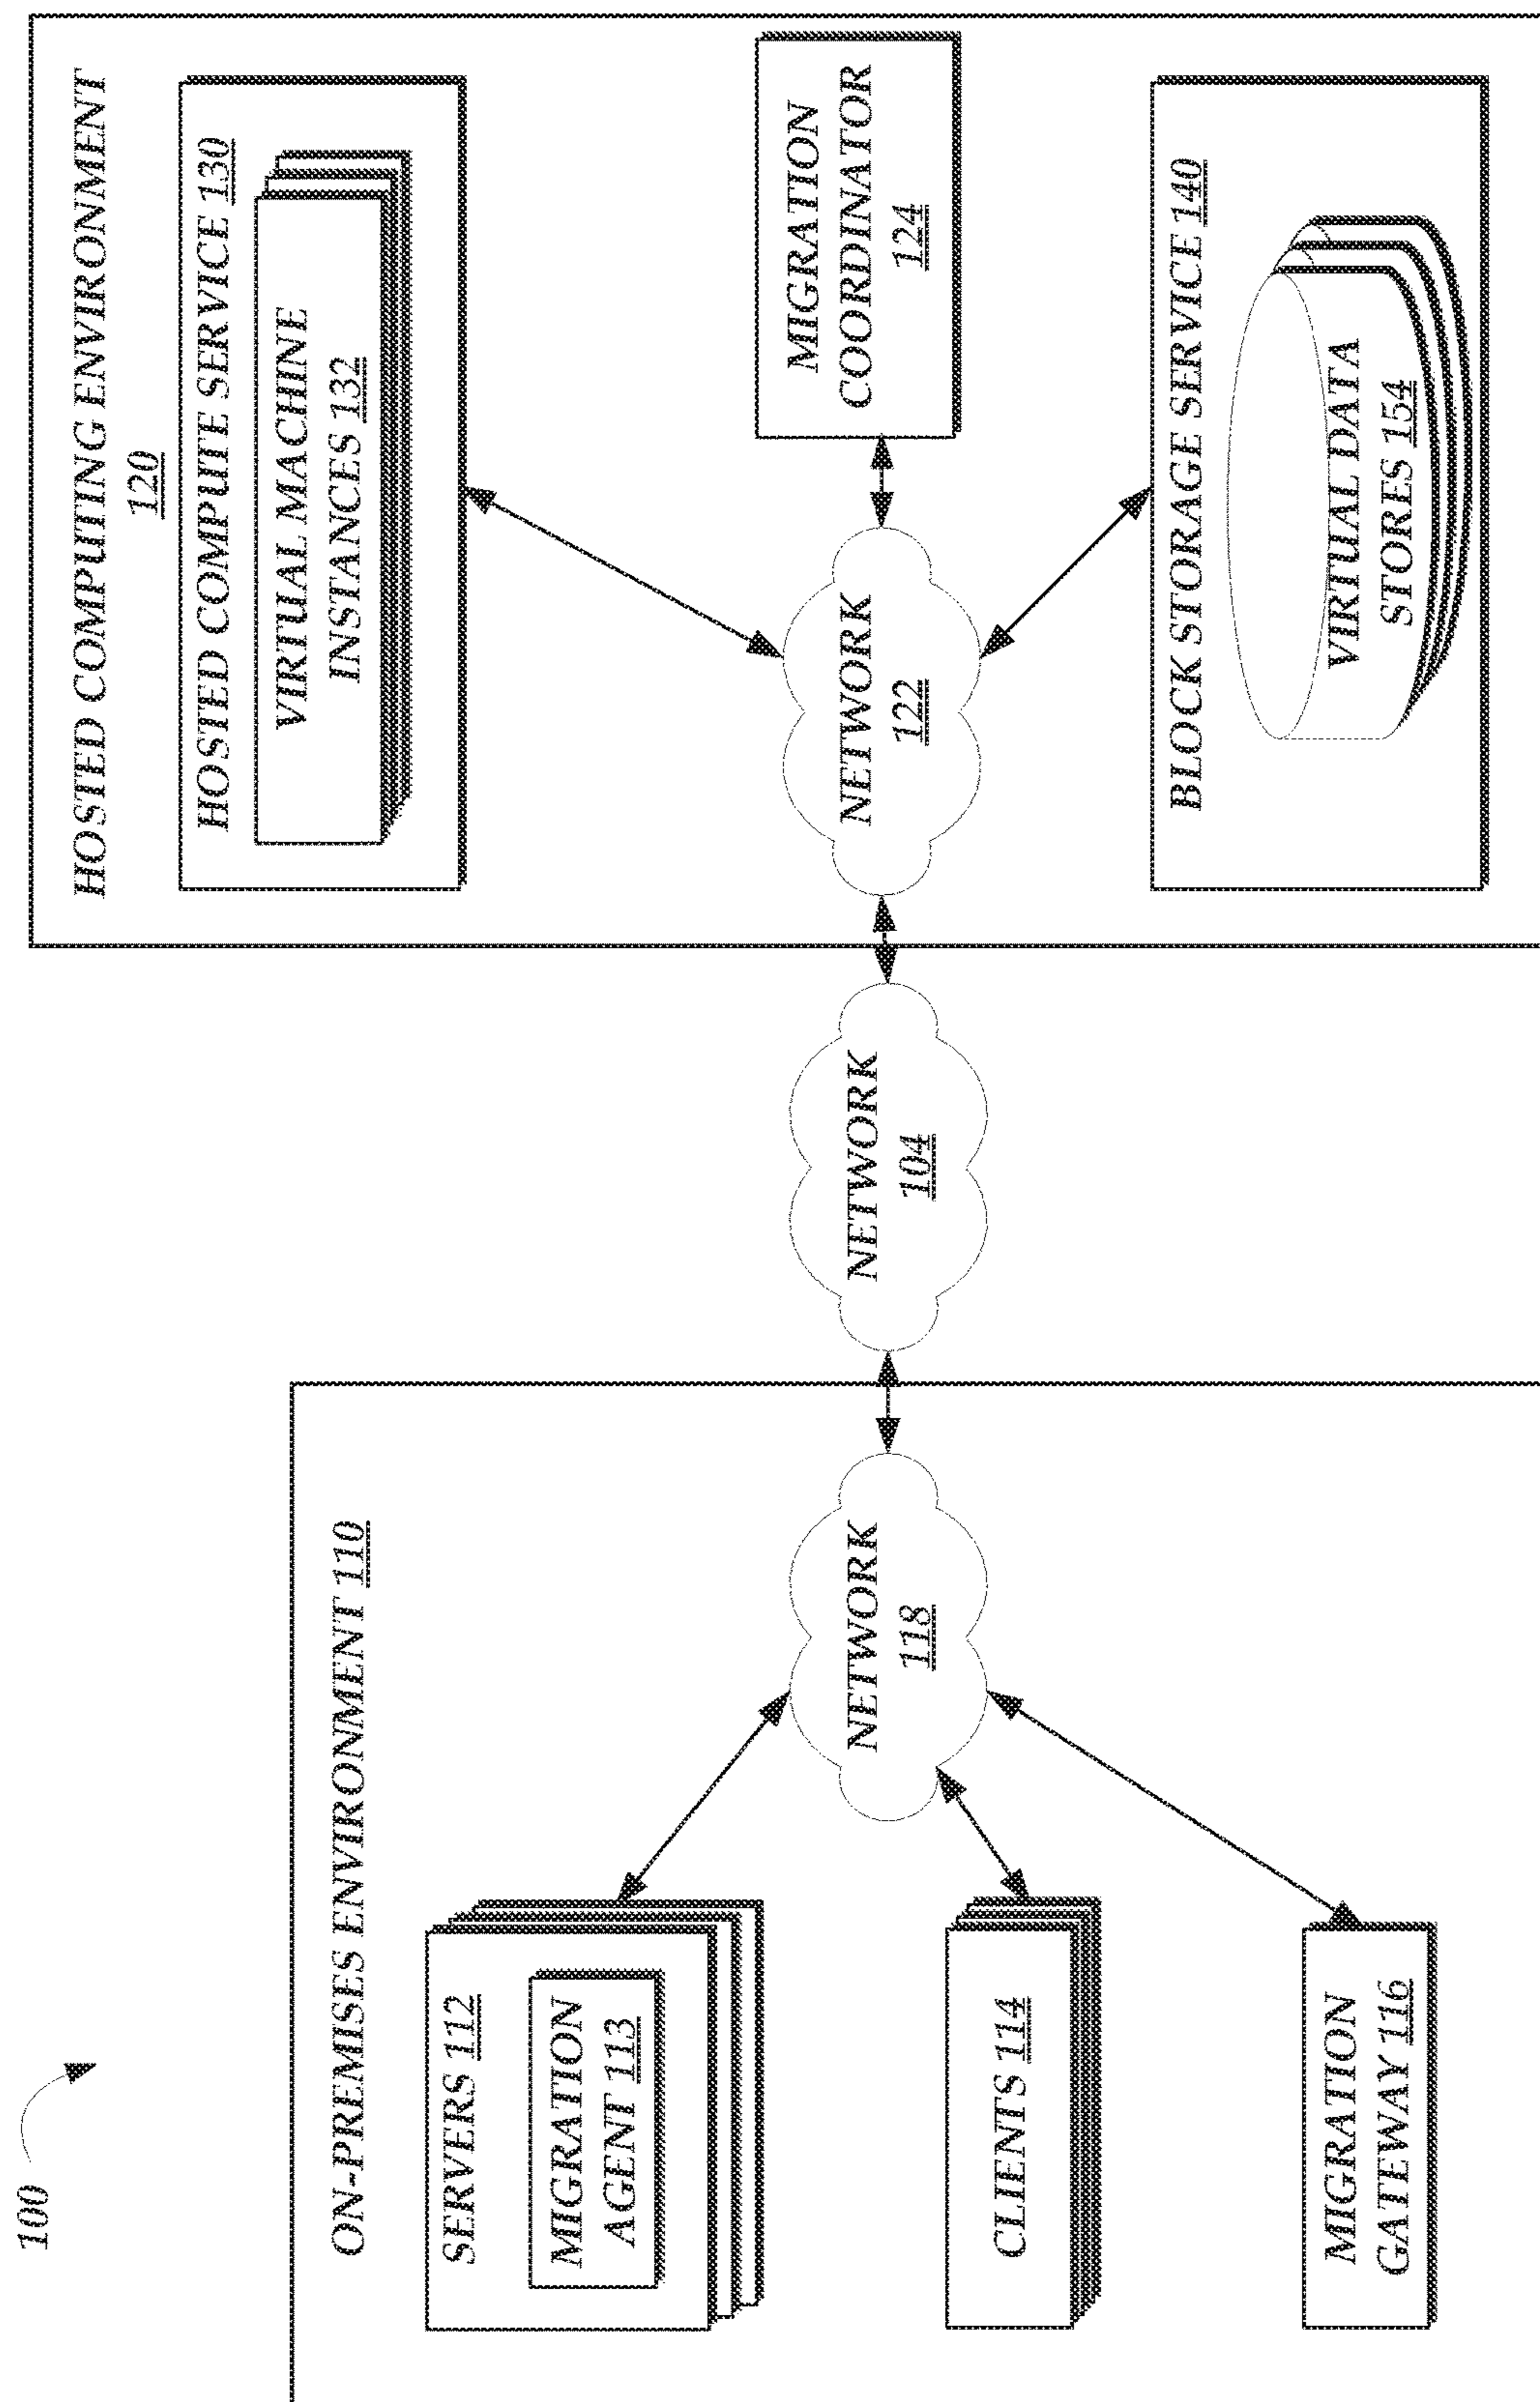 100
ON-PREMISES ENVIRONMENT 110
SERVERS 112
MIGRATION
AGENT 113
CLIENTS 114
MIGRATION
GATEWAY 116
NETWORK
118
NETWORK
104
HOSTED COMPUTING ENVIRONMENT
120
HOSTED COMPUTE SERVICE 130
VIRTUAL MACHINE
INSTANCES 132
NETWORK
122
MIGRATION
COORDINATOR
124
BLOCK STORAGE SERVICE 140
VIRTUAL DATA
STORES 154